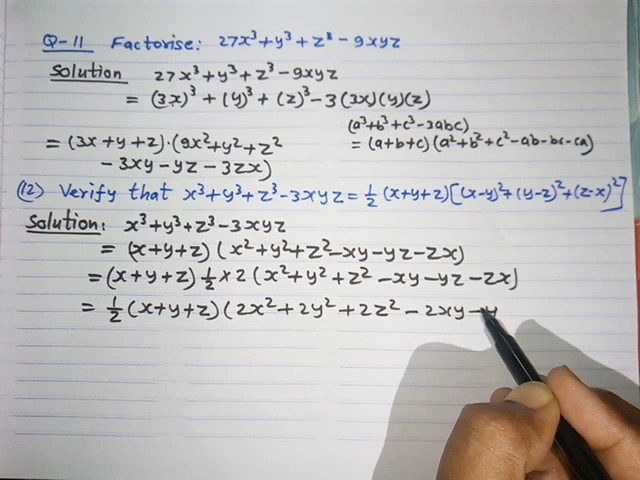 Q-11 Factorise: 27x³+y³+z³-9xyz
Solution 27x³+y³+z³-9xyz
= (3x)³ + (y)³ + (z)³ - 3(3x)(y)(z)
(a³+b³+c³-3abc)
= (a+b+c)(a²+b²+c²-ab-bc-ca)
= (3x+y+z)·(9x²+y²+z²
- 3xy - yz - 3zx)
(12) Verify that x³+y³+z³-3xyz = 1/2 (x+y+z)[(x-y)²+(y-z)²+(z-x)²]
Solution: x³+y³+z³-3xyz
= (x+y+z)(x²+y²+z²-xy-yz-zx)
= (x+y+z) 1/2 × 2 (x²+y²+z²-xy-yz-zx)
= 1/2 (x+y+z)(2x²+2y²+2z²-2xy-y